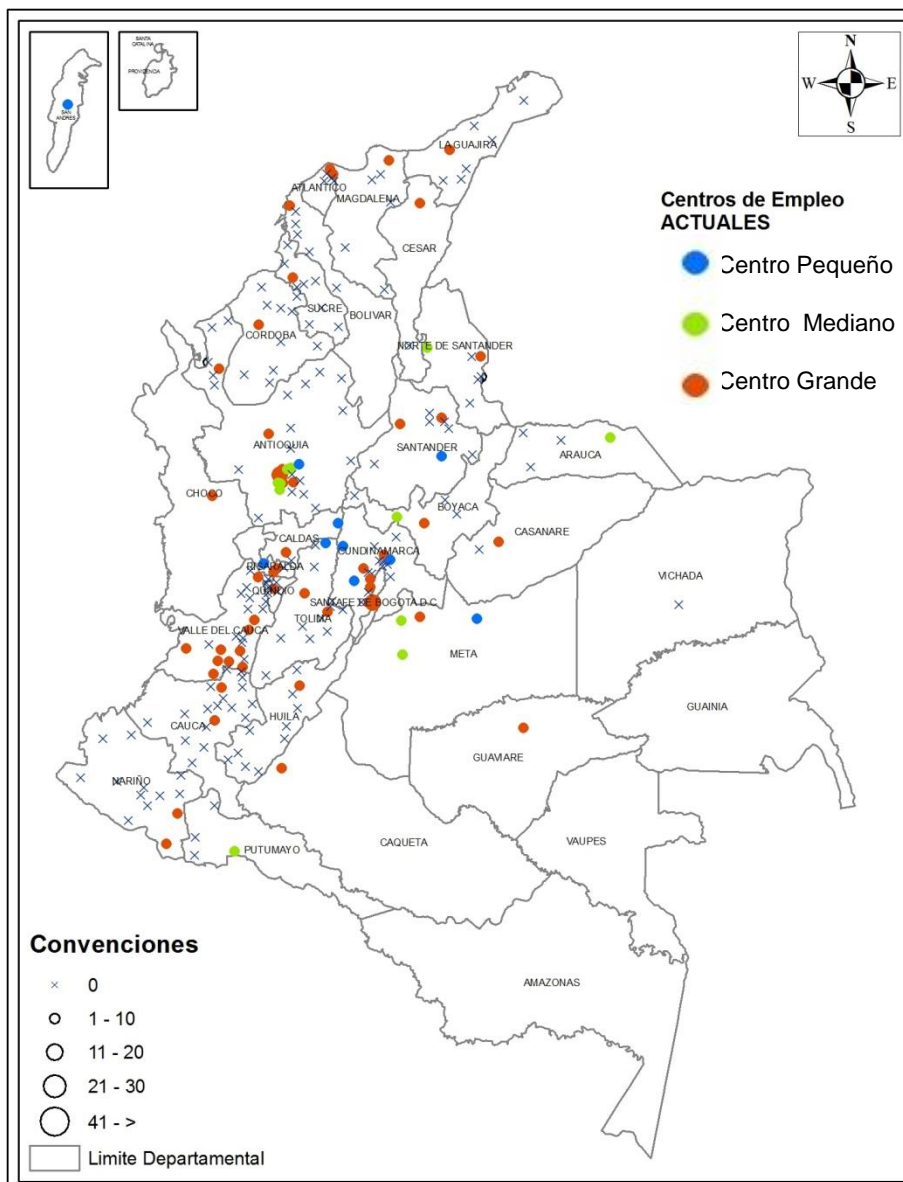 SANTA
CATALINA
PROVIDENCIA
SAN
ANDRES
N
W E
S
LA GUAJIRA
ATLANTICO
MAGDALENA
CESAR
Centros de Empleo
ACTUALES
Centro Pequeño
Centro Mediano
Centro Grande
SUCRE
BOLIVAR
CORDOBA
NORTE DE SANTANDER
ANTIOQUIA
SANTANDER
ARAUCA
CHOCO
BOYACA
CASANARE
CALDAS
CUNDINAMARCA
RISARALDA
VICHADA
QUINDIO
SANTAFE DE BOGOTA D.C
TOLIMA
VALLE DEL CAUCA
META
GUAINIA
HUILA
CAUCA
GUAMARE
NARIÑO
CAQUETA
VAUPES
PUTUMAYO
AMAZONAS
Convenciones
0
1 - 10
11 - 20
21 - 30
41 - >
Limite Departamental